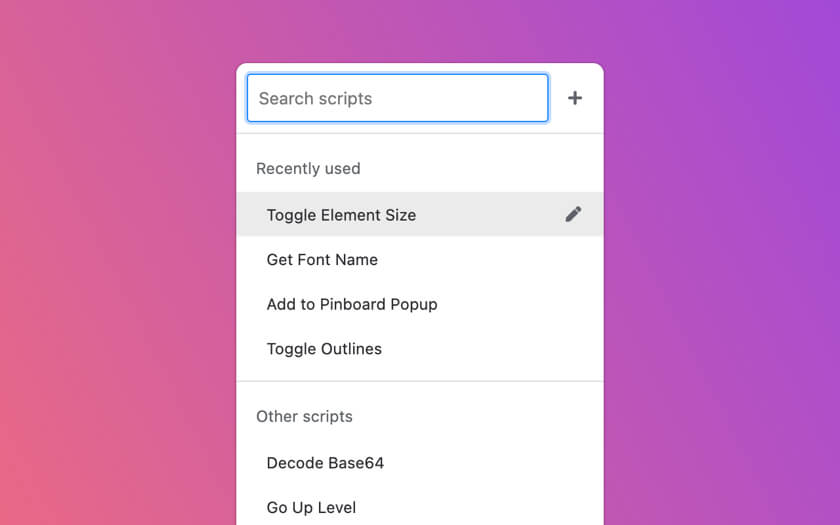 Search scripts
Recently used
Toggle Element Size
Get Font Name
Add to Pinboard Popup
Toggle Outlines
Other scripts
Decode Base64
Go Up Level